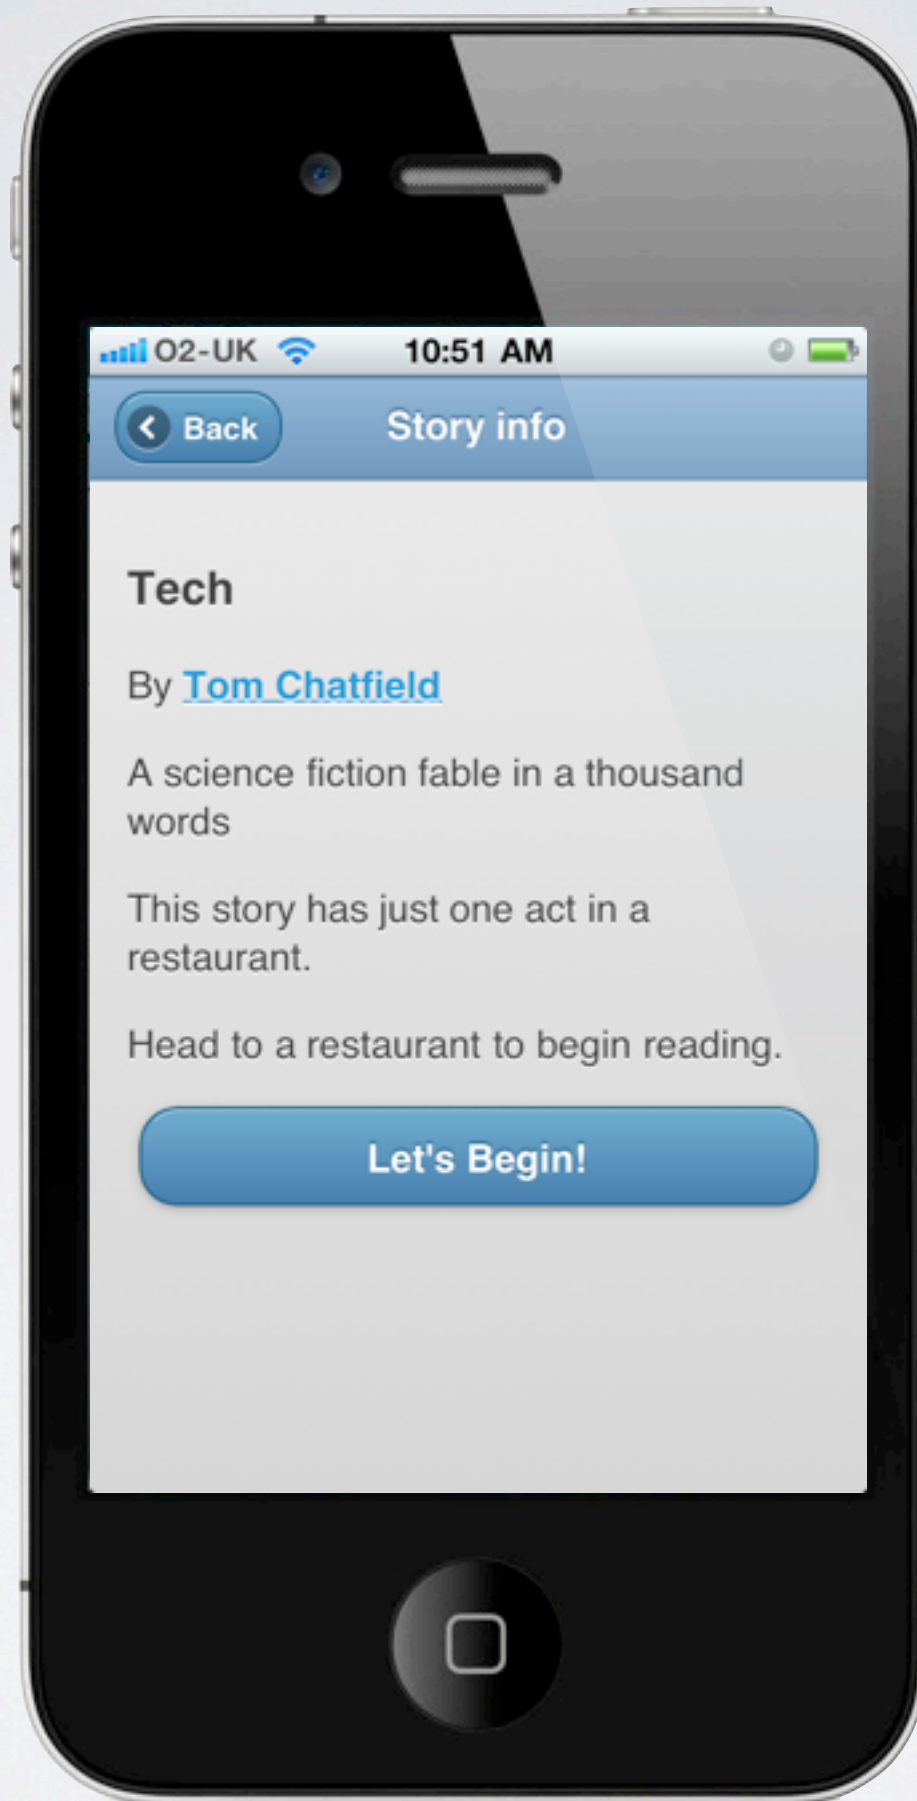 O2-UK 10:51 AM
Back Story info
Tech
By Tom Chatfield
A science fiction fable in a thousand
words
This story has just one act in a
restaurant.
Head to a restaurant to begin reading.
Let's Begin!